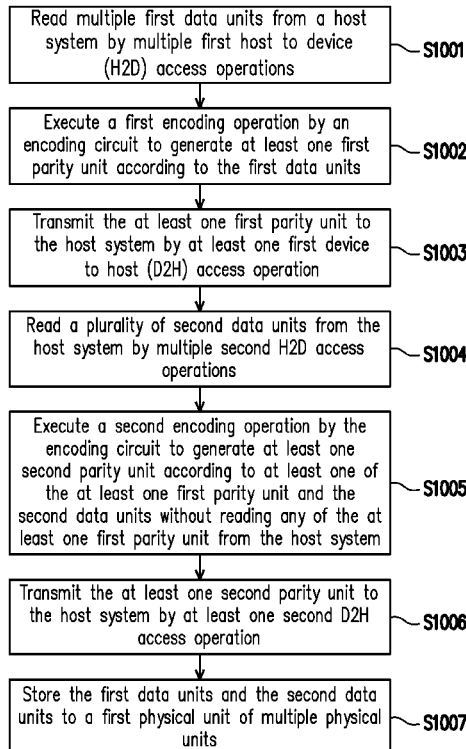 Read multiple first data units from a host
system by multiple first host to device
(H2D) access operations
S1001
Execute a first encoding operation by an
encoding circuit to generate at least one first
parity unit according to the first data units
S1002
Transmit the at least one first parity unit to
the host system by at least one first device
to host (D2H) access operation
S1003
Read a plurality of second data units from the
host system by multiple second H2D access
operations
S1004
Execute a second encoding operation by the
encoding circuit to generate at least one
second parity unit according to at least one of
the at least one first parity unit and the
second data units without reading any of the at
least one first parity unit from the host system
S1005
Transmit the at least one second parity unit to
the host system by at least one second D2H
access operation
S1006
Store the first data units and the second data
units to a first physical unit of multiple physical
units
S1007